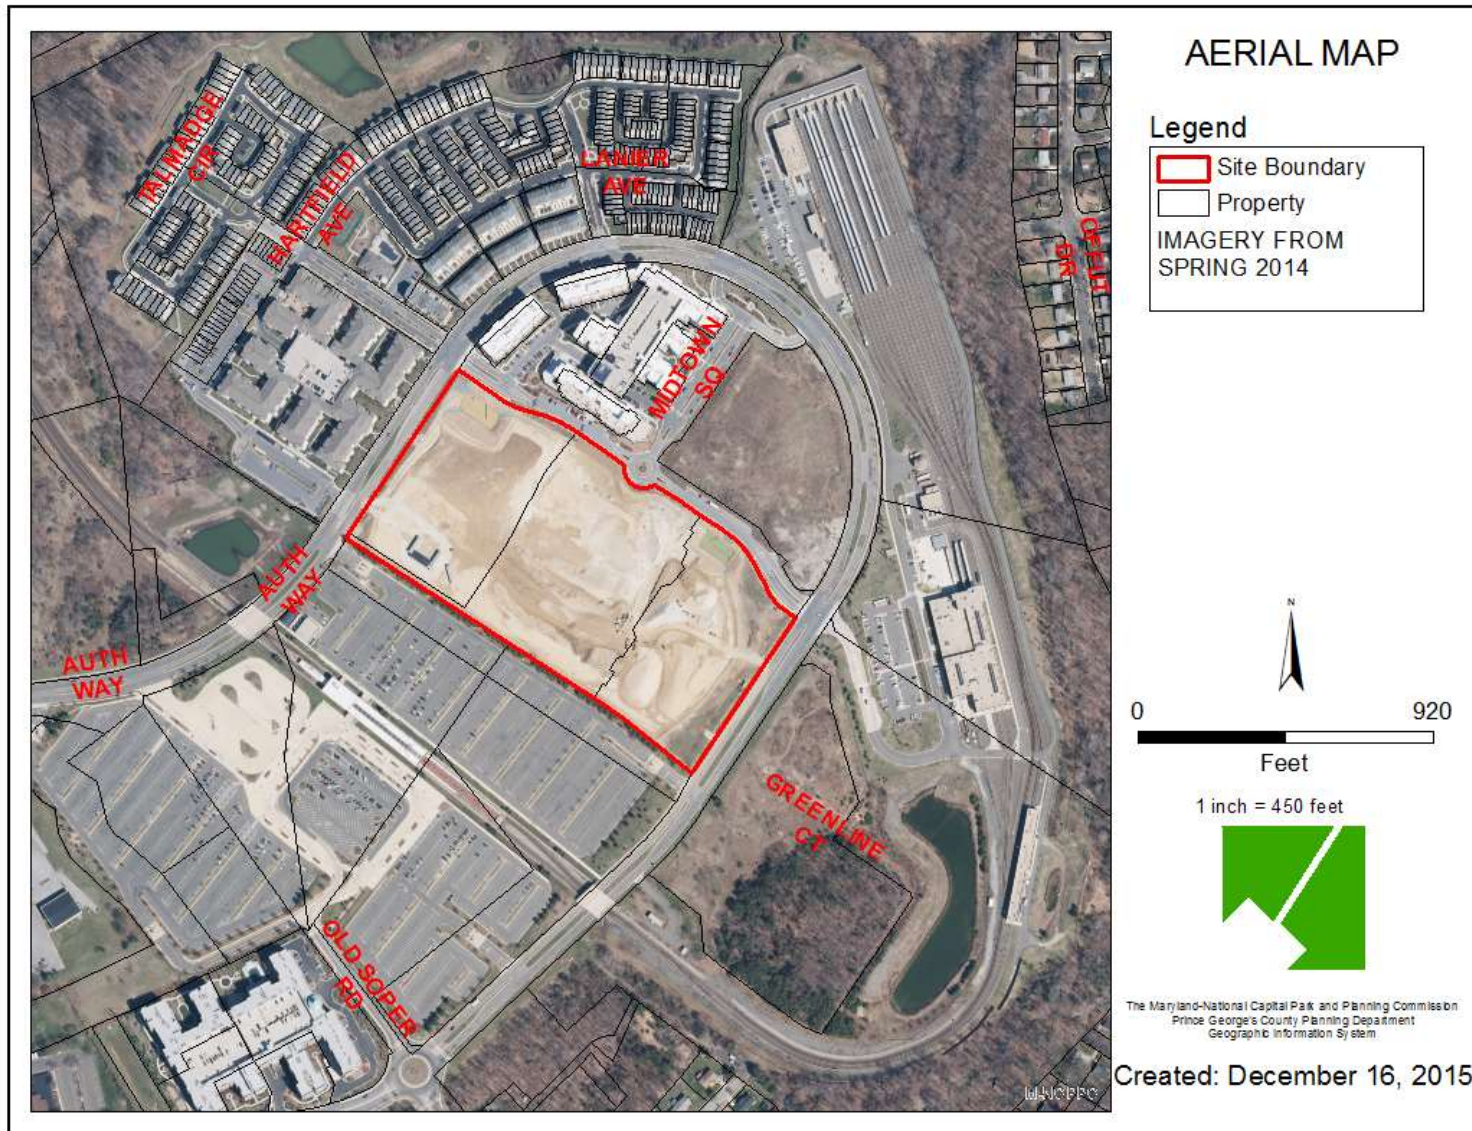 AERIAL MAP
Legend
Site Boundary
Property
IMAGERY FROM
SPRING 2014
TALMADGE
CIR
HARTFIELD
AVE
LANIER
AVE
OFFUT
DR
MIDTOWN
SQ
AUTH
WAY
AUTH
WAY
GREENLINE
CT
OLD SOPER
RD
N
0 920
Feet
1 inch = 450 feet
The Maryland-National Capital Park and Planning Commission
Prince George's County Planning Department
Geographic Information System
Created: December 16, 2015
M-NCPPC